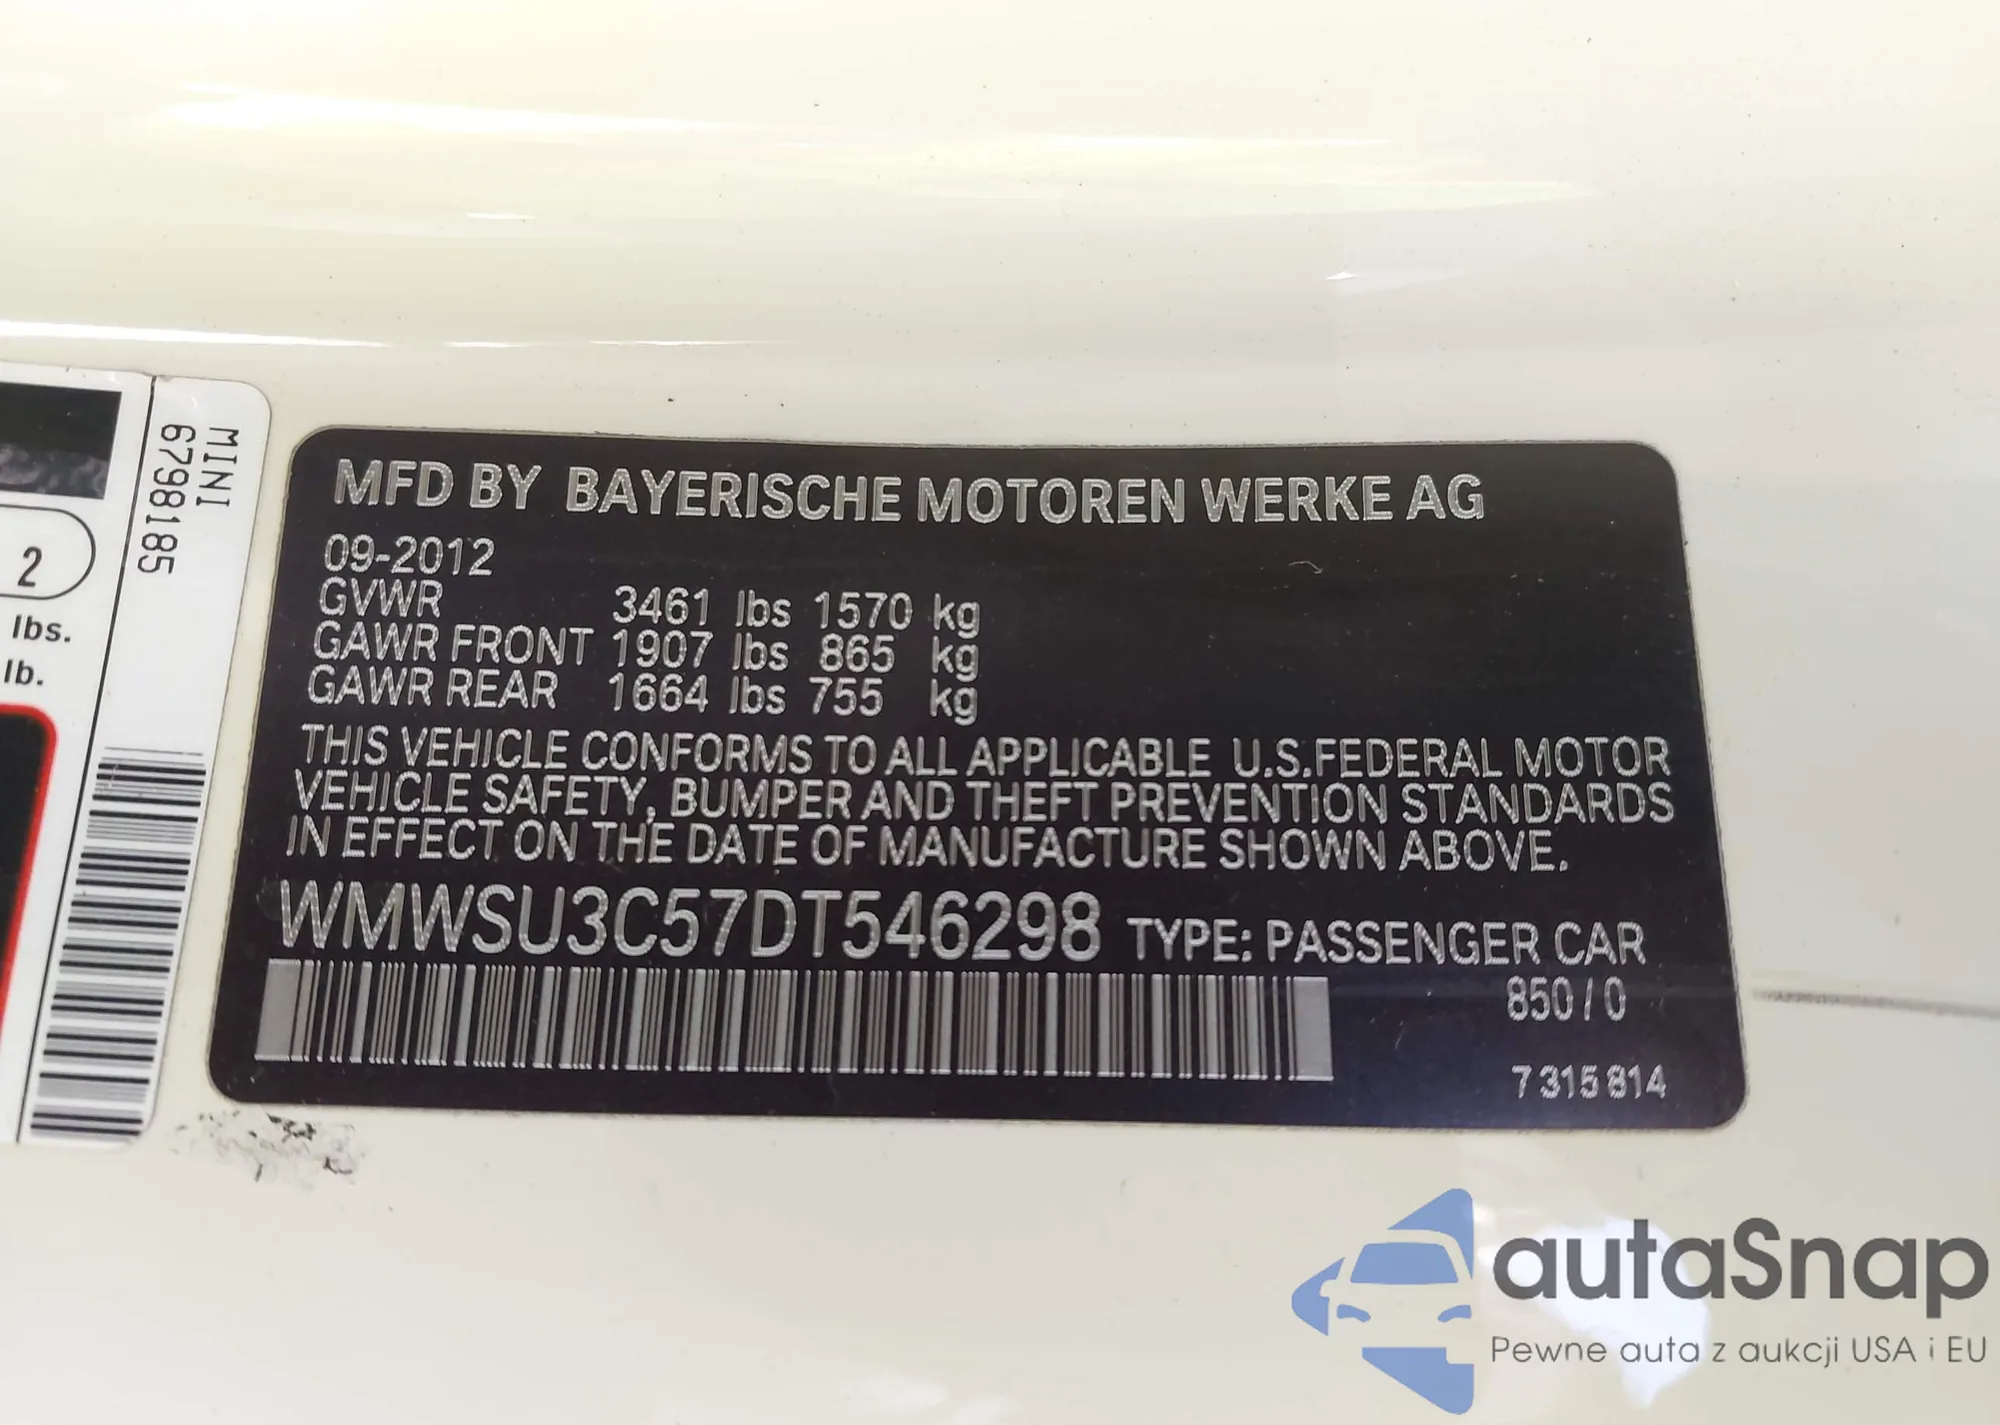 MINI
6798185
2
lbs.
lb.
MFD BY BAYERISCHE MOTOREN WERKE AG
09-2012
GVWR 3461 lbs 1570 kg
GAWR FRONT 1907 lbs 865 kg
GAWR REAR 1664 lbs 755 kg
THIS VEHICLE CONFORMS TO ALL APPLICABLE U.S.FEDERAL MOTOR
VEHICLE SAFETY, BUMPER AND THEFT PREVENTION STANDARDS
IN EFFECT ON THE DATE OF MANUFACTURE SHOWN ABOVE.
WMWSU3C57DT546298 TYPE: PASSENGER CAR
850/0
7315814
autaSnap
Pewne auta z aukcji USA i EU